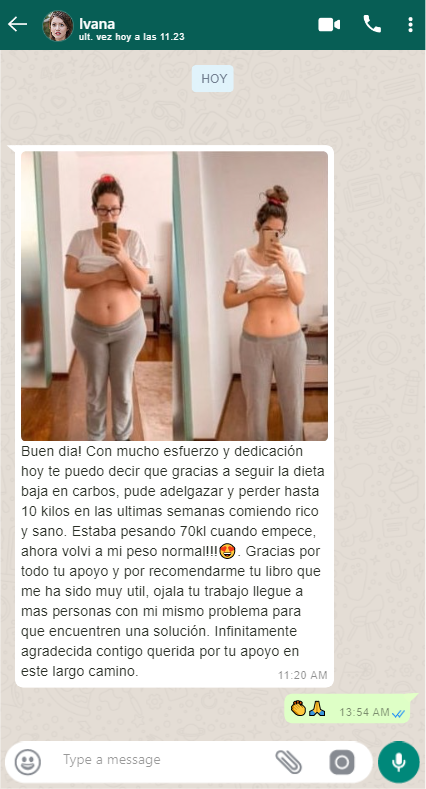 Ivana
ult. vez hoy a las 11.23
HOY
Buen dia! Con mucho esfuerzo y dedicación
hoy te puedo decir que gracias a seguir la dieta
baja en carbos, pude adelgazar y perder hasta
10 kilos en las ultimas semanas comiendo rico
y sano. Estaba pesando 70kl cuando empece,
ahora volvi a mi peso normal!!!🤩. Gracias por
todo tu apoyo y por recomendarme tu libro que
me ha sido muy util, ojala tu trabajo llegue a
mas personas con mi mismo problema para
que encuentren una solución. Infinitamente
agradecida contigo querida por tu apoyo en
este largo camino.
11:20 AM
👏🙏 13:54 AM
Type a message